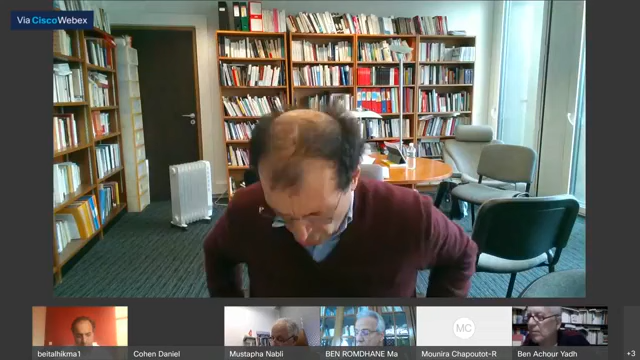 Via Cisco Webex
beitalhikma1
Cohen Daniel
Mustapha Nabli
BEN ROMDHANE Ma
MC
Mounira Chapoutot-R
Ben Achour Yadh
+3